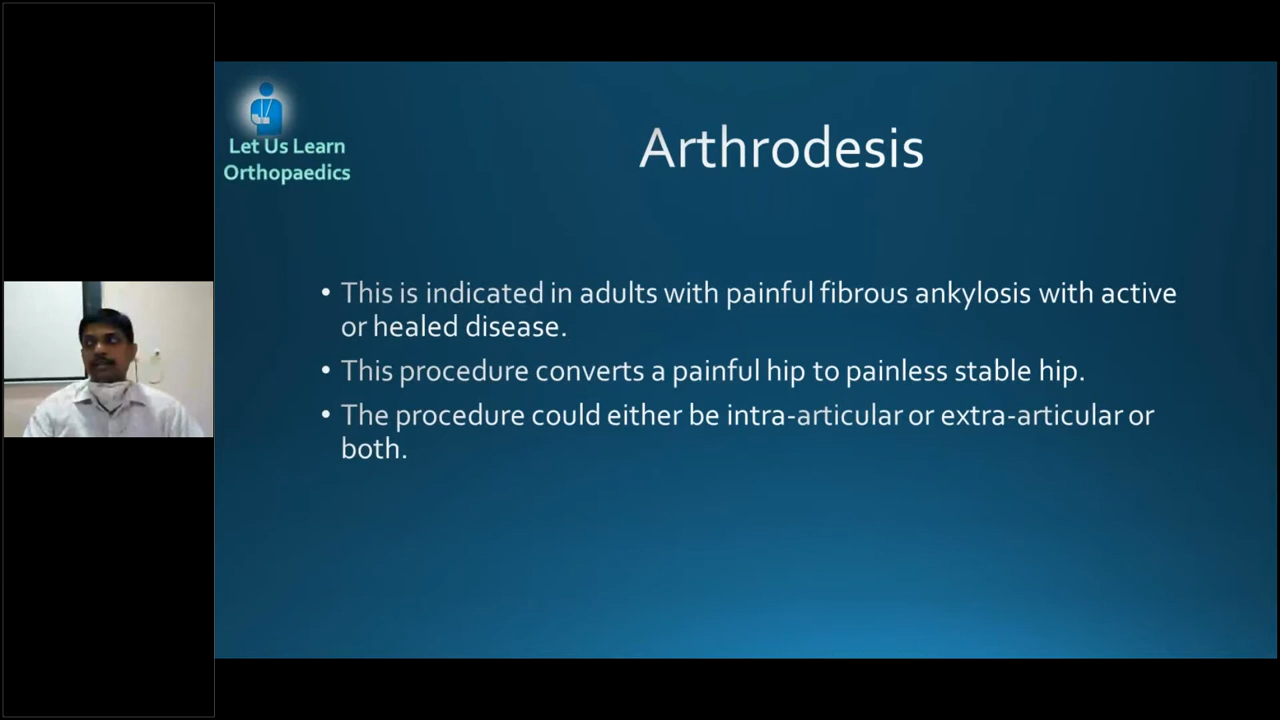 Let Us Learn
Orthopaedics
Arthrodesis
• This is indicated in adults with painful fibrous ankylosis with active
or healed disease.
• This procedure converts a painful hip to painless stable hip.
• The procedure could either be intra-articular or extra-articular or
both.